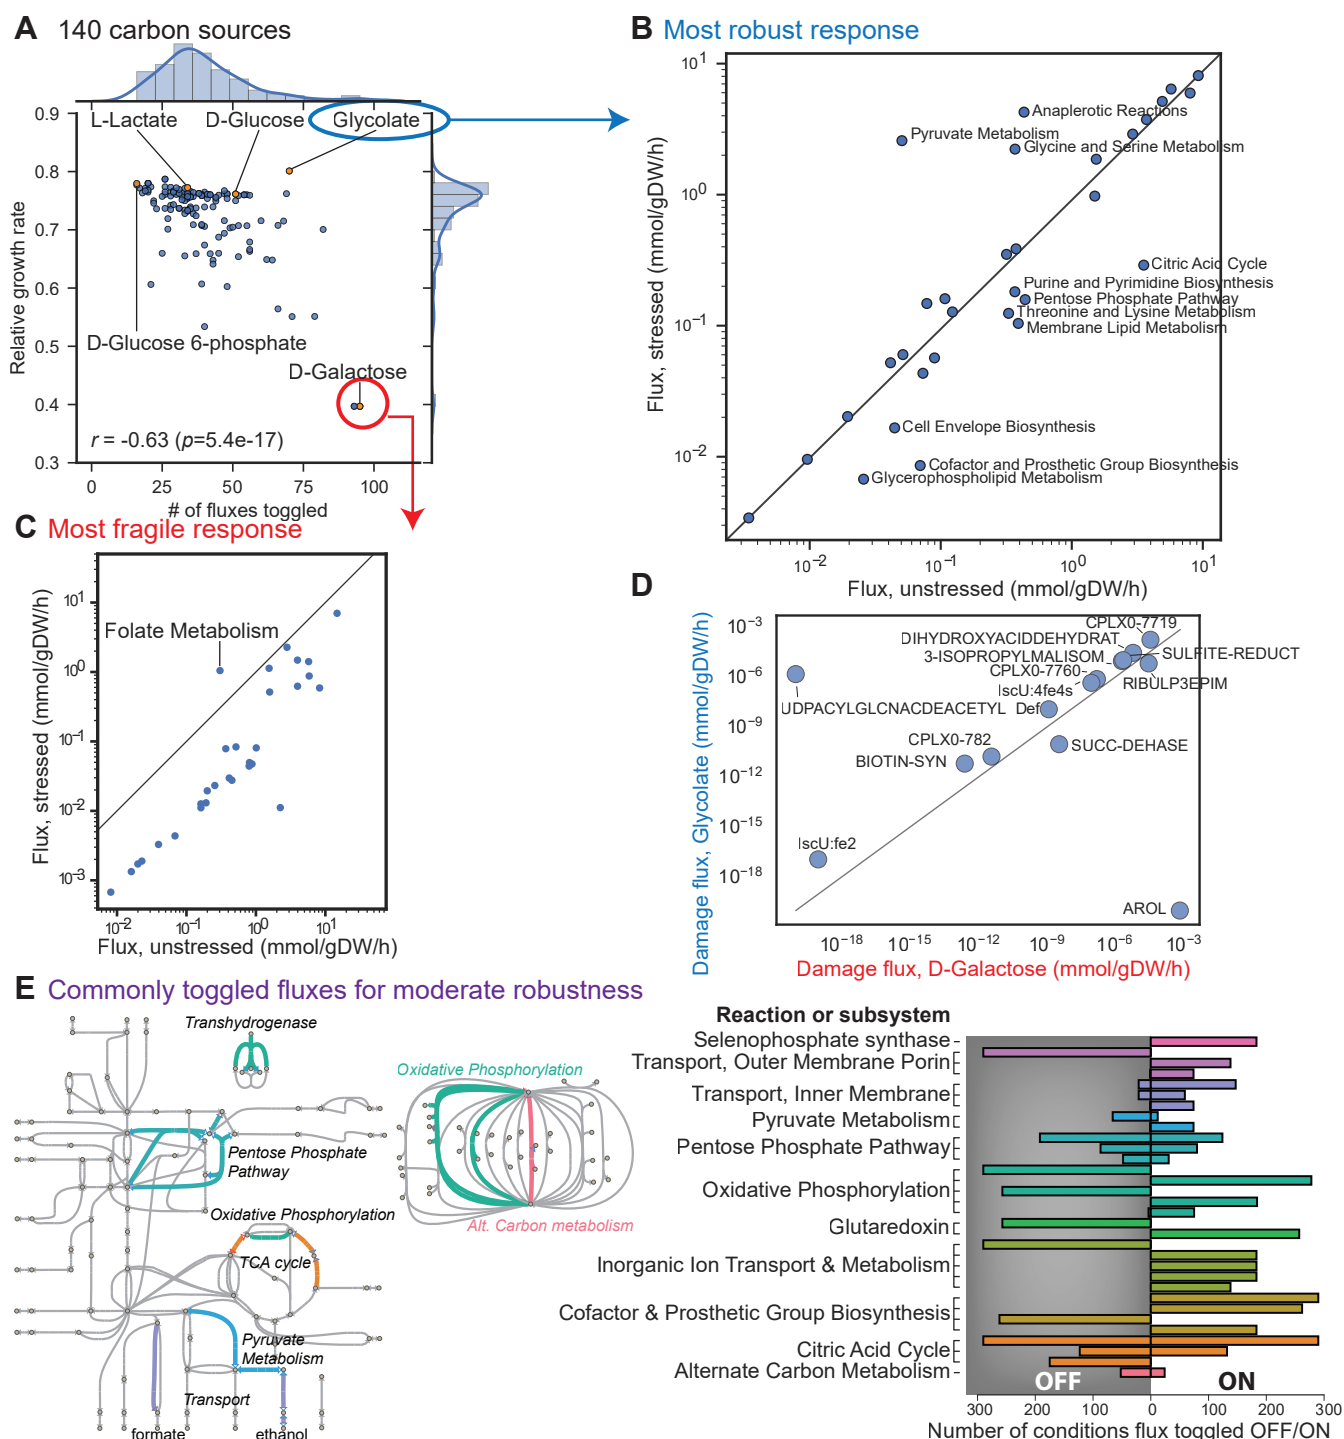 A 140 carbon sources
L-Lactate D-Glucose Glycolate
D-Glucose 6-phosphate
D-Galactose
r = -0.63 (p=5.4e-17)
Relative growth rate
0.9
0.8
0.7
0.6
0.5
0.4
0.3
0 25 50 75 100
# of fluxes toggled
B Most robust response
Flux, stressed (mmol/gDW/h)
10^1
10^0
10^-1
10^-2
Anaplerotic Reactions
Pyruvate Metabolism
Glycine and Serine Metabolism
Citric Acid Cycle
Purine and Pyrimidine Biosynthesis
Pentose Phosphate Pathway
Threonine and Lysine Metabolism
Membrane Lipid Metabolism
Cell Envelope Biosynthesis
Cofactor and Prosthetic Group Biosynthesis
Glycerophospholipid Metabolism
10^-2 10^-1 10^0 10^1
Flux, unstressed (mmol/gDW/h)
C Most fragile response
Flux, stressed (mmol/gDW/h)
10^1
10^0
10^-1
10^-2
10^-3
Folate Metabolism
10^-2 10^-1 10^0 10^1
Flux, unstressed (mmol/gDW/h)
D
Damage flux, Glycolate (mmol/gDW/h)
10^-3
10^-6
10^-9
10^-12
10^-15
10^-18
CPLX0-7719
DIHYDROXYACIDDEHYDRAT
SULFITE-REDUCT
3-ISOPROPYLMALISOM
CPLX0-7760
RIBULP3EPIM
IscU:4fe4s
UDPACYLGLCNACDEACETYL
Def
CPLX0-782
SUCC-DEHASE
BIOTIN-SYN
IscU:fe2
AROL
10^-18 10^-15 10^-12 10^-9 10^-6 10^-3
Damage flux, D-Galactose (mmol/gDW/h)
E Commonly toggled fluxes for moderate robustness
Transhydrogenase
Oxidative Phosphorylation
Pentose Phosphate
Pathway
Oxidative Phosphorylation
Alt. Carbon metabolism
TCA cycle
Pyruvate
Metabolism
Transport
formate ethanol
Reaction or subsystem
Selenophosphate synthase
Transport, Outer Membrane Porin
Transport, Inner Membrane
Pyruvate Metabolism
Pentose Phosphate Pathway
Oxidative Phosphorylation
Glutaredoxin
Inorganic Ion Transport & Metabolism
Cofactor & Prosthetic Group Biosynthesis
Citric Acid Cycle
Alternate Carbon Metabolism
OFF ON
300 200 100 0 100 200 300
Number of conditions flux toggled OFF/ON